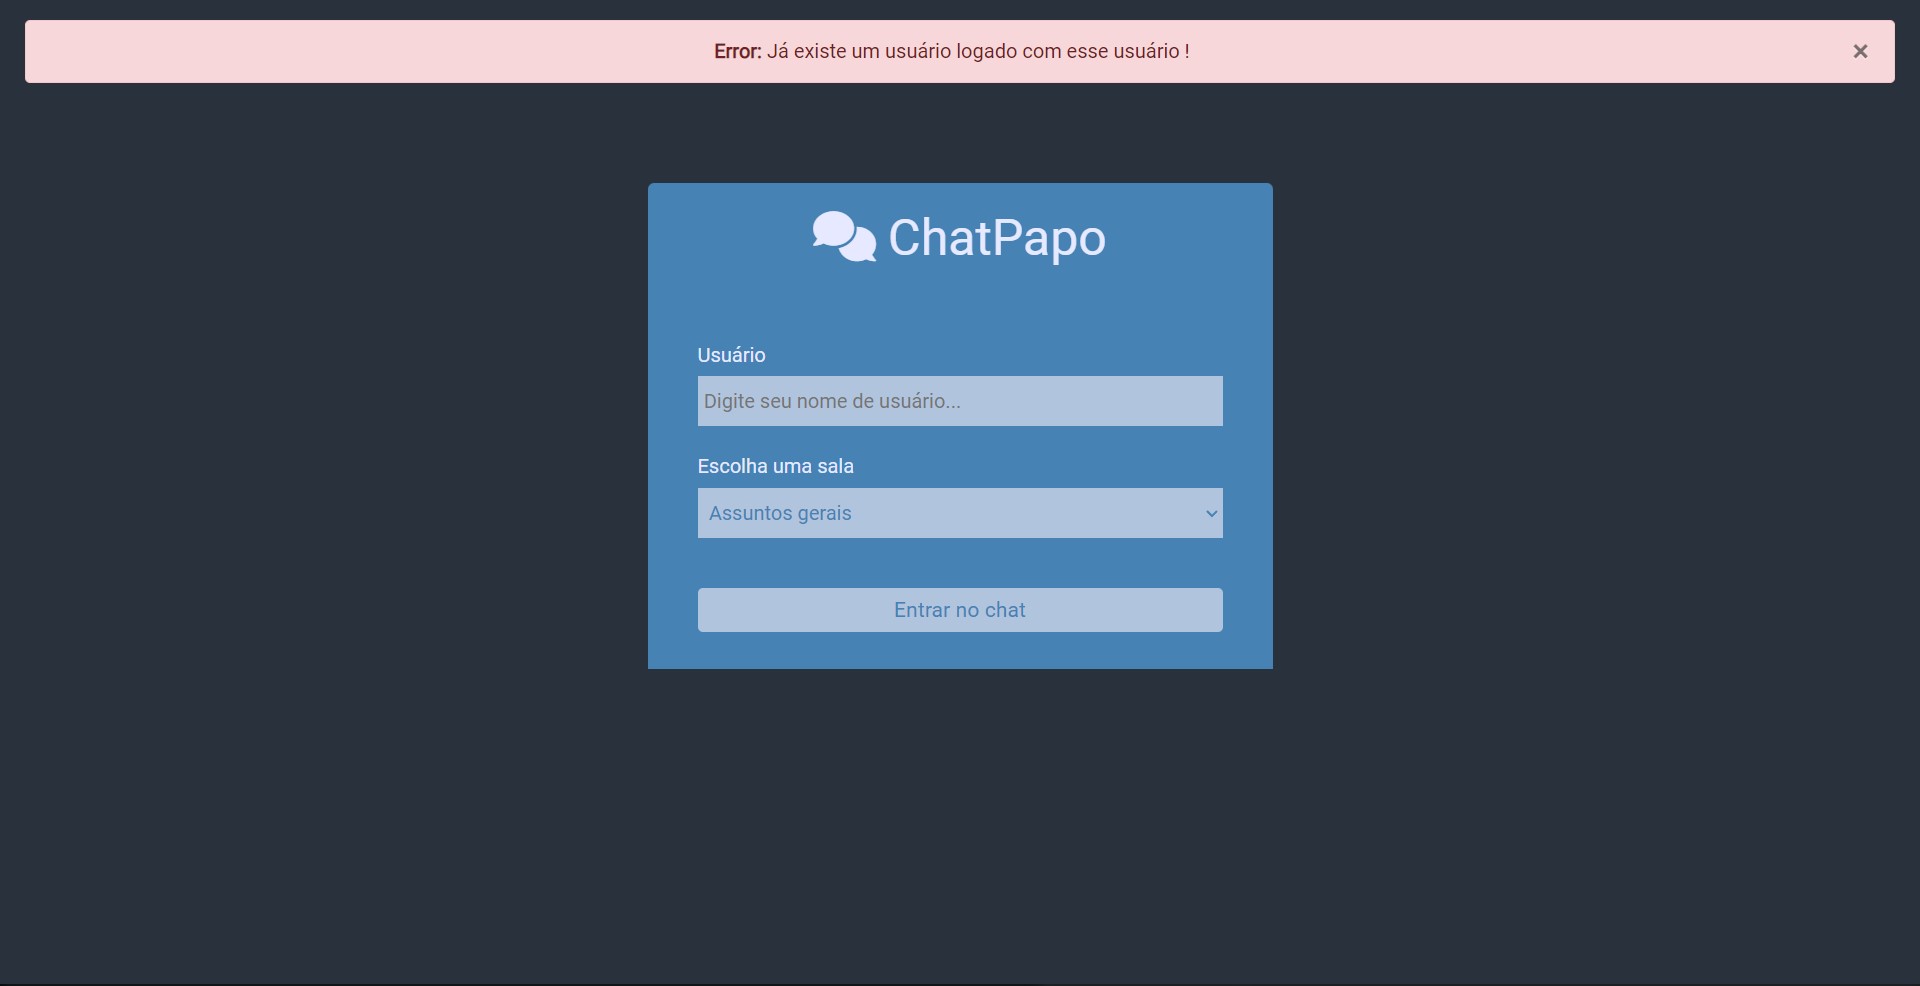 Error: Já existe um usuário logado com esse usuário !
ChatPapo
Usuário
Digite seu nome de usuário...
Escolha uma sala
Assuntos gerais
Entrar no chat